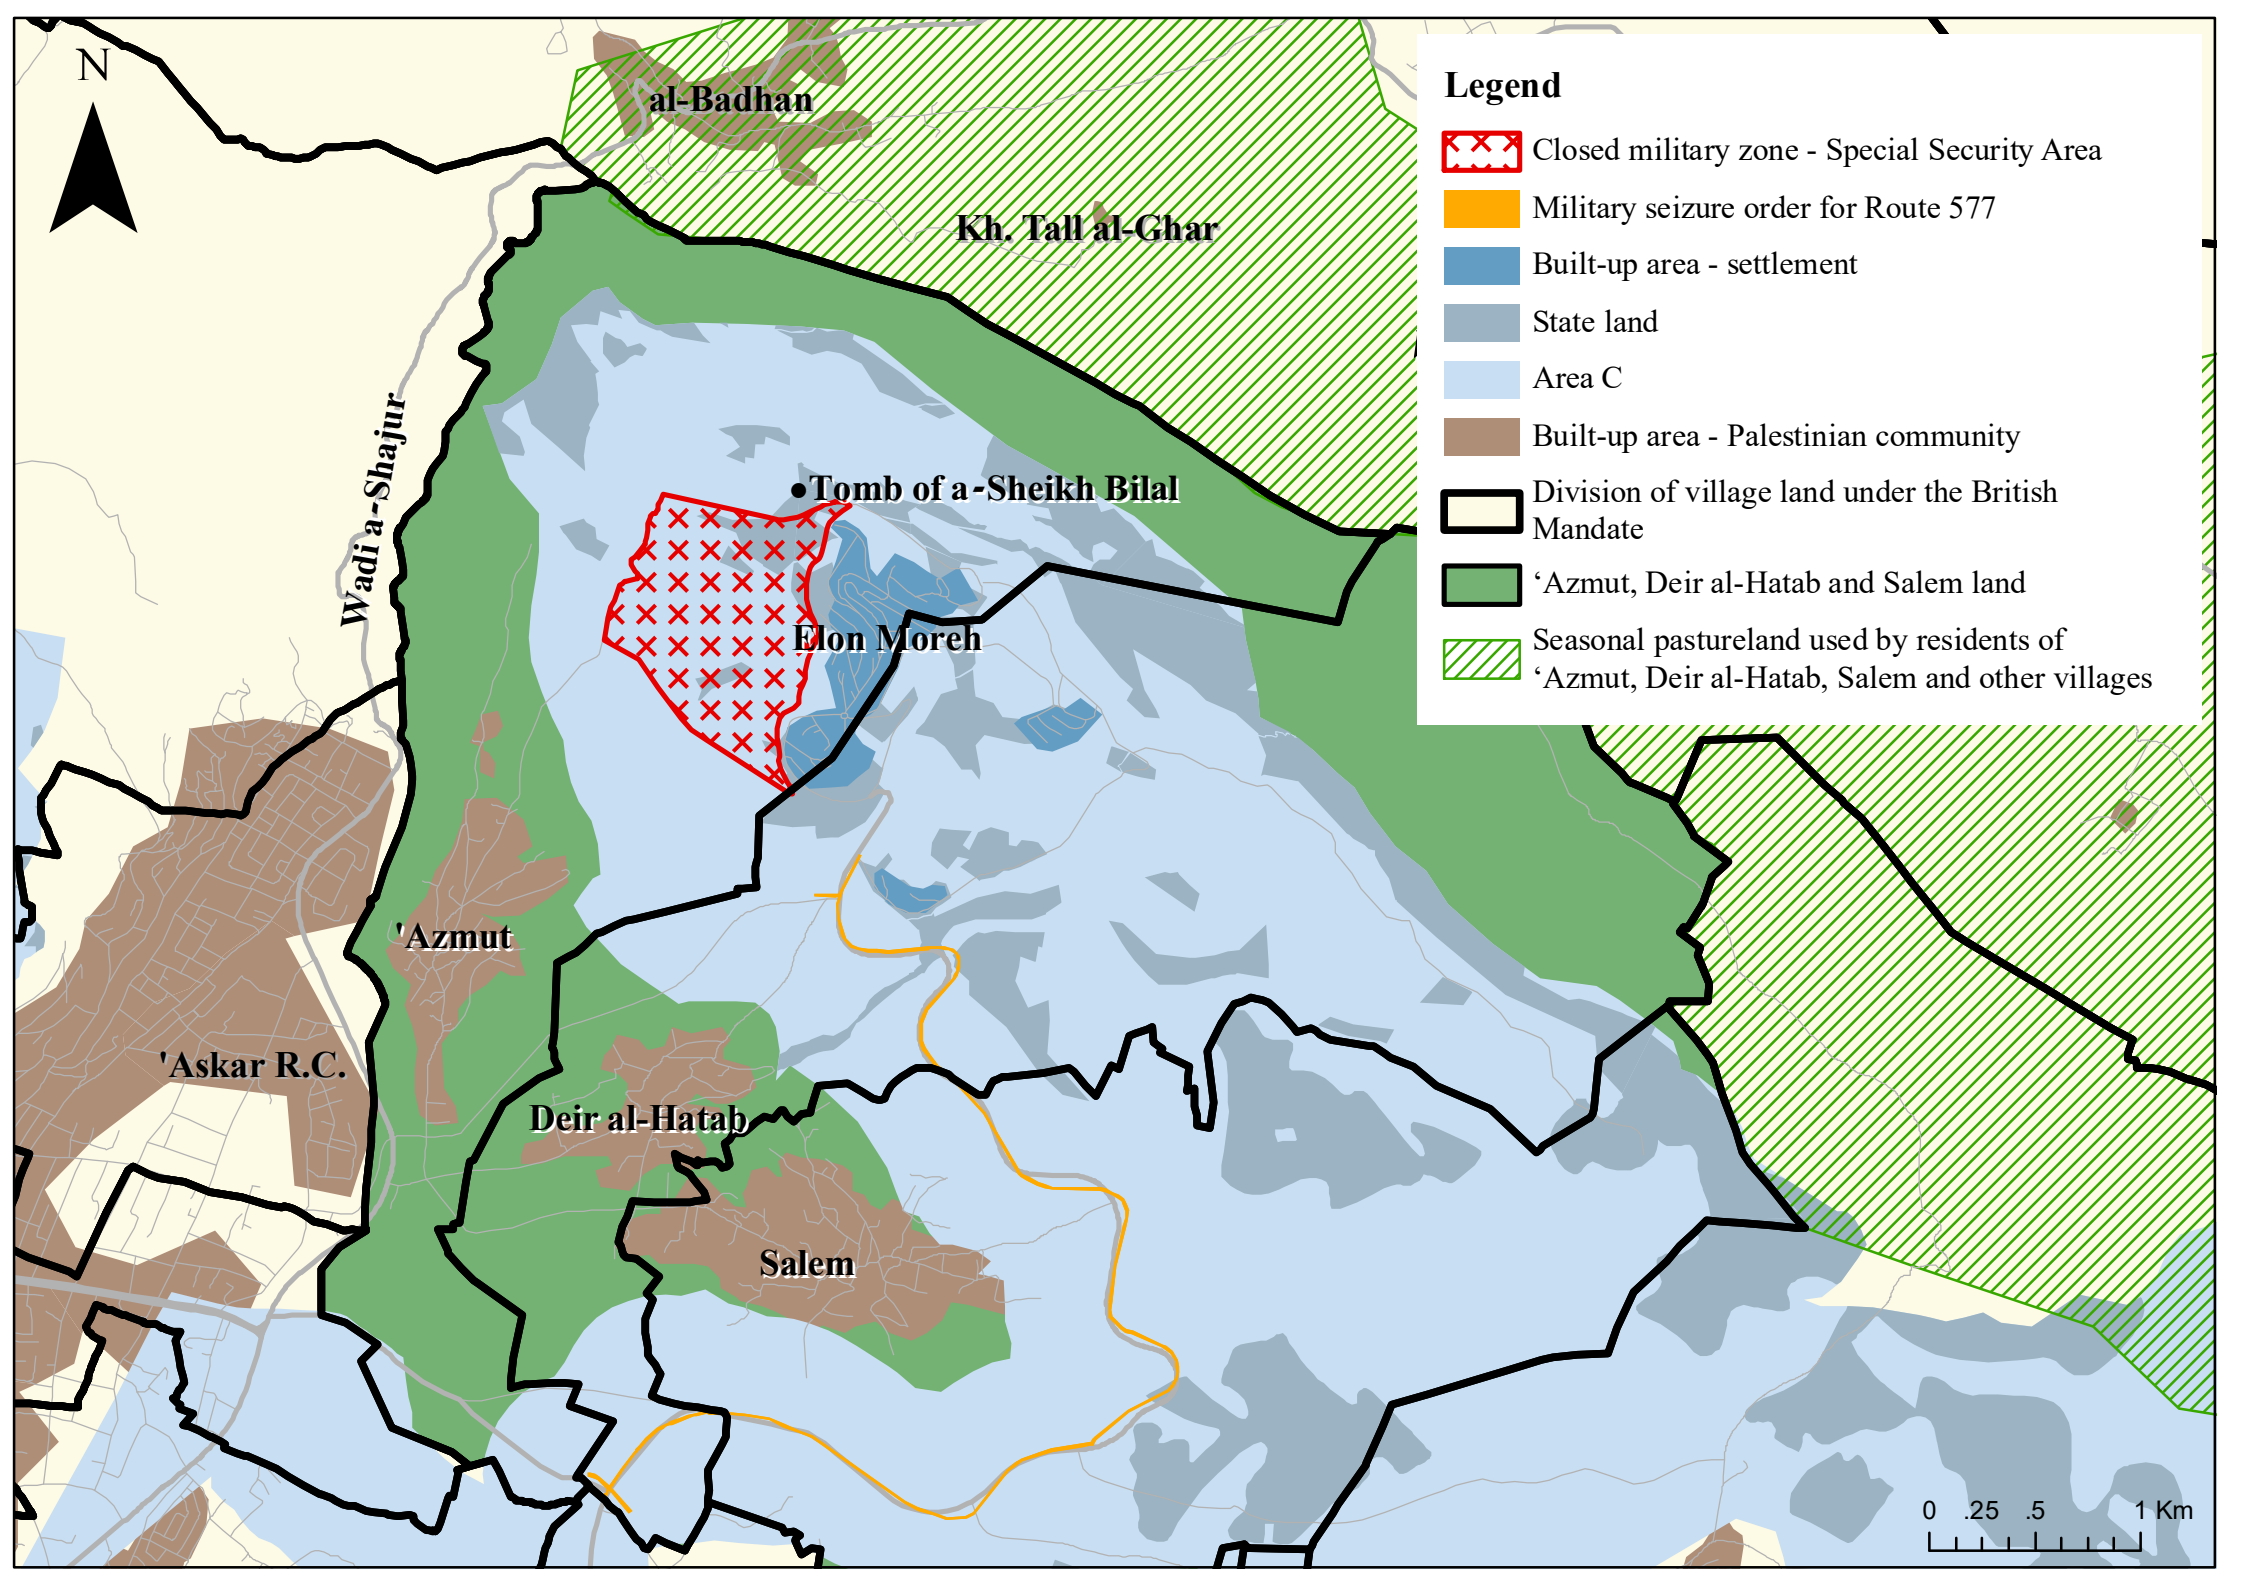 N
al-Badhan
Kh. Tall al-Ghar
Wadi a-Shajur
Tomb of a-Sheikh Bilal
Elon Moreh
'Azmut
'Askar R.C.
Deir al-Hatab
Salem
Legend
Closed military zone - Special Security Area
Military seizure order for Route 577
Built-up area - settlement
State land
Area C
Built-up area - Palestinian community
Division of village land under the British
Mandate
‘Azmut, Deir al-Hatab and Salem land
Seasonal pastureland used by residents of
‘Azmut, Deir al-Hatab, Salem and other villages
0 .25 .5 1 Km